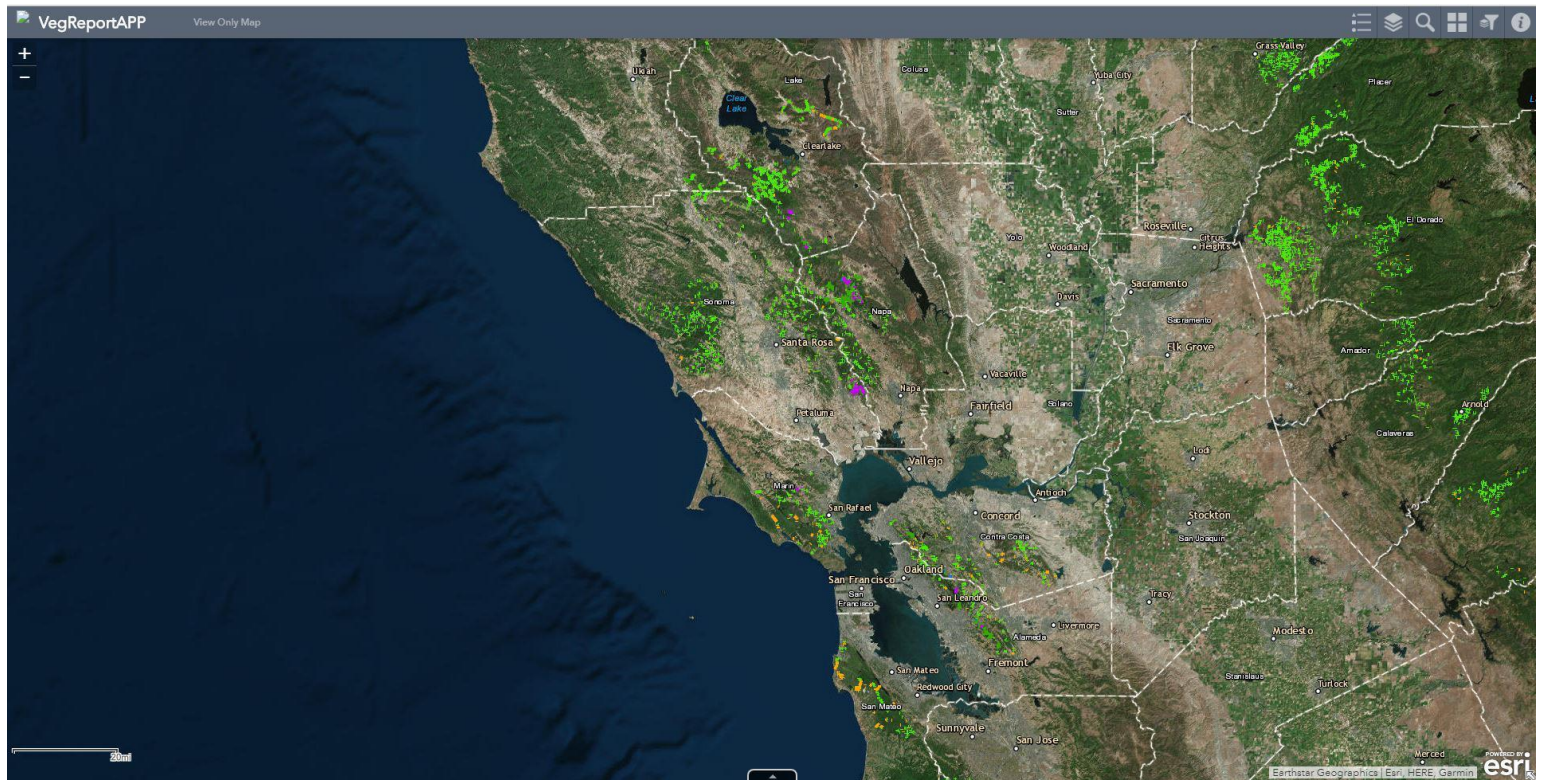 VegReportAPP
View Only Map
+
−
Grass Valley
Ukiah
Lake
Colusa
Yuba City
Placer
Clear
Lake
L
Sutter
Clearlake
El Dorado
Roseville
Citrus
Heights
Yolo
Woodland
Sacramento
Davis
Sonoma
Napa
Sacramento
Santa Rosa
Elk Grove
Amador
Vacaville
Napa
Solano
Fairfield
Petaluma
Arnold
Calaveras
Lodi
Vallejo
Marin
Antioch
San Rafael
Concord
Stockton
Contra Costa
San Joaquin
Oakland
San Francisco
San
Francisco
San Leandro
Tracy
Livermore
Alameda
Modesto
Fremont
San Mateo
Redwood City
Stanislaus
Turlock
San Mateo
Sunnyvale
San Jose
20mi
Merced
POWERED BY
esri
Earthstar Geographics | Esri, HERE, Garmin